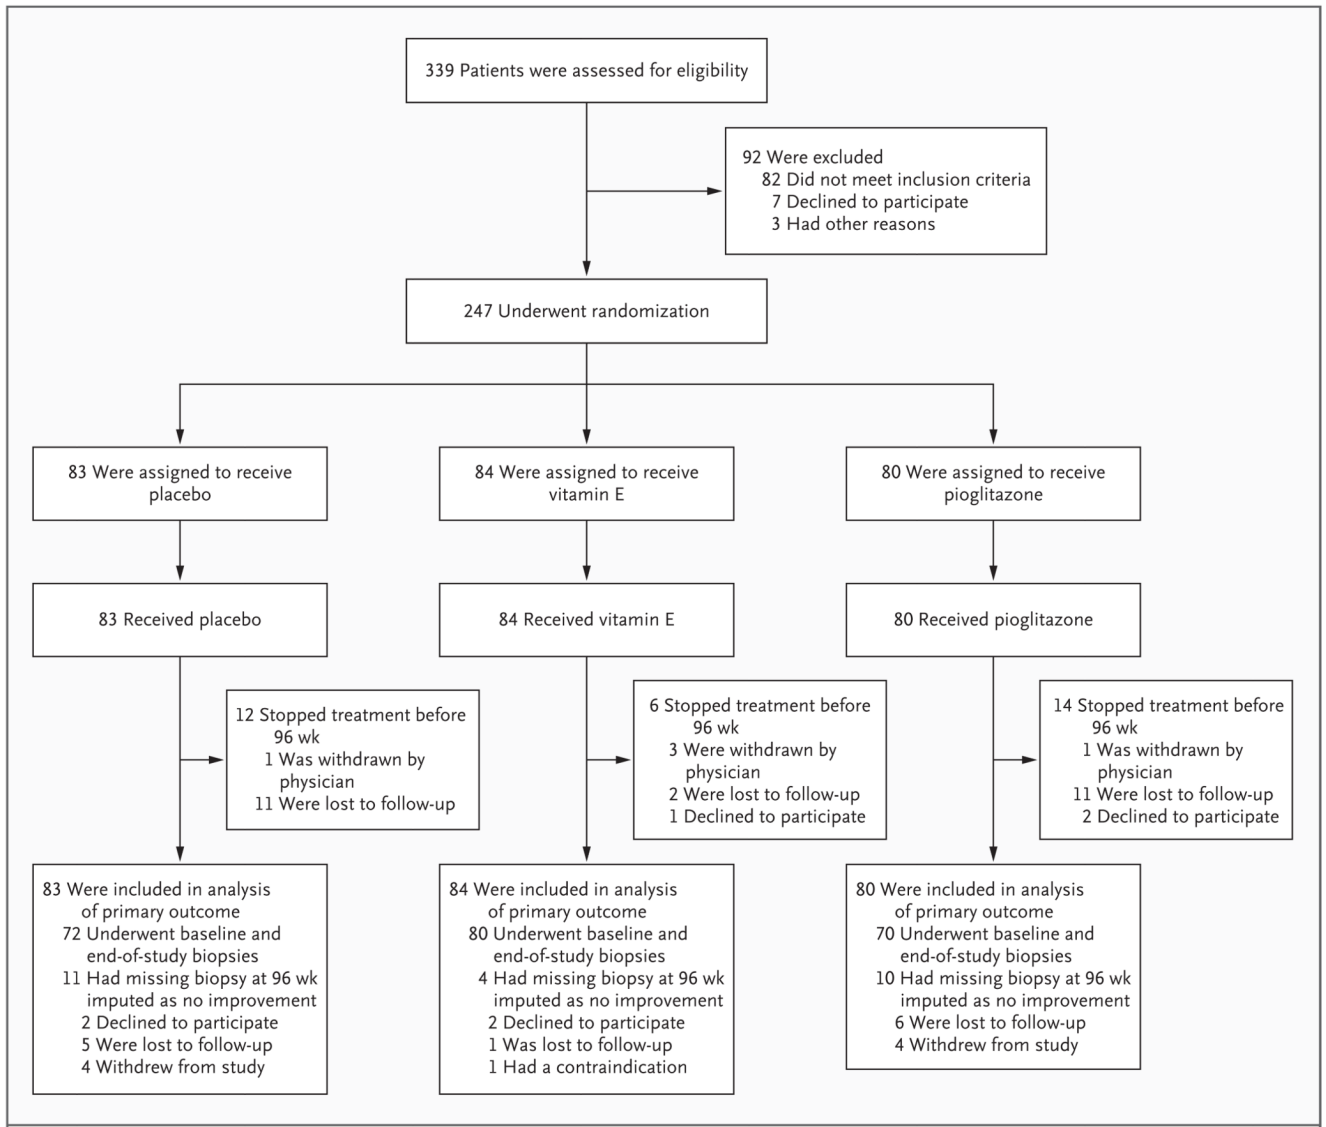 339 Patients were assessed for eligibility
92 Were excluded
82 Did not meet inclusion criteria
7 Declined to participate
3 Had other reasons
247 Underwent randomization
83 Were assigned to receive
placebo
84 Were assigned to receive
vitamin E
80 Were assigned to receive
pioglitazone
83 Received placebo
84 Received vitamin E
80 Received pioglitazone
12 Stopped treatment before
96 wk
1 Was withdrawn by
physician
11 Were lost to follow-up
6 Stopped treatment before
96 wk
3 Were withdrawn by
physician
2 Were lost to follow-up
1 Declined to participate
14 Stopped treatment before
96 wk
1 Was withdrawn by
physician
11 Were lost to follow-up
2 Declined to participate
83 Were included in analysis
of primary outcome
72 Underwent baseline and
end-of-study biopsies
11 Had missing biopsy at 96 wk
imputed as no improvement
2 Declined to participate
5 Were lost to follow-up
4 Withdrew from study
84 Were included in analysis
of primary outcome
80 Underwent baseline and
end-of-study biopsies
4 Had missing biopsy at 96 wk
imputed as no improvement
2 Declined to participate
1 Was lost to follow-up
1 Had a contraindication
80 Were included in analysis
of primary outcome
70 Underwent baseline and
end-of-study biopsies
10 Had missing biopsy at 96 wk
imputed as no improvement
6 Were lost to follow-up
4 Withdrew from study